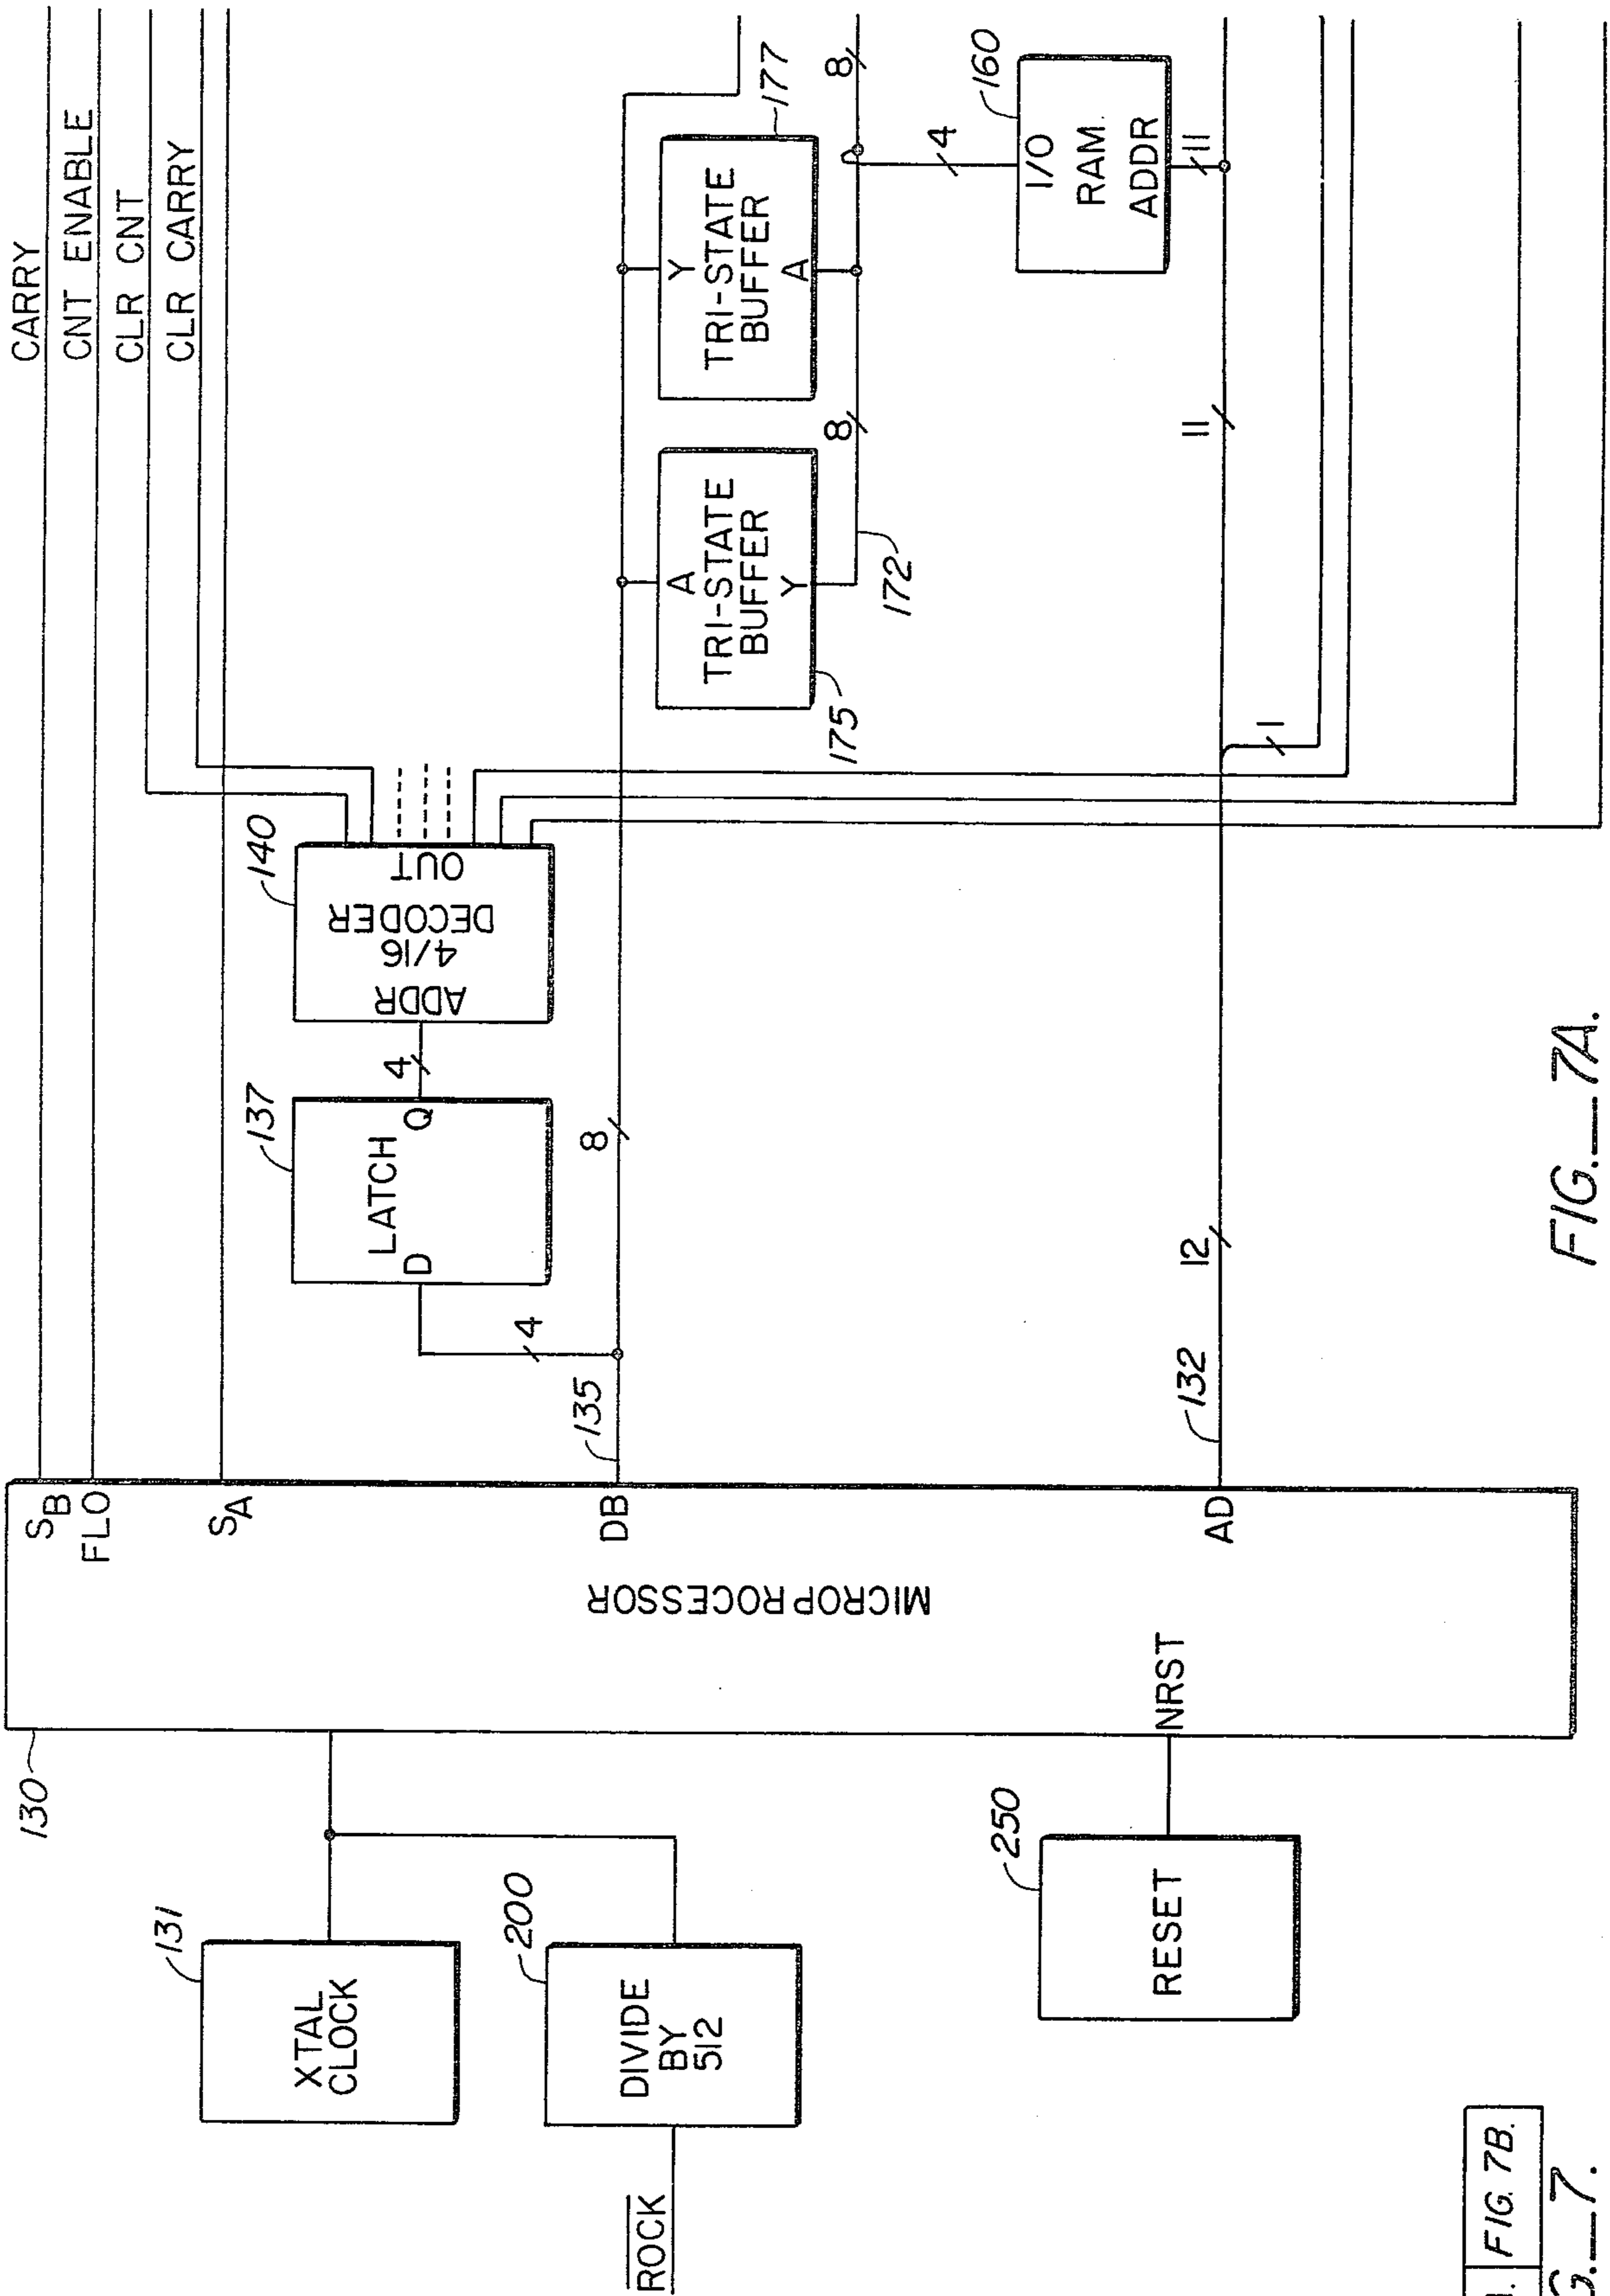 CARRY
CNT ENABLE
CLR CNT
CLR CARRY
130
S_B
FLO
S_A
DB
AD
MICROPROCESSOR
NRST
131
XTAL
CLOCK
200
DIVIDE
BY
512
ROCK
250
RESET
137
LATCH
D
Q
4
4
140
ADDR
4/16
DECODER
OUT
135
8
132
12
11
1
175
A
TRI-STATE
BUFFER
Y
172
8
177
Y
TRI-STATE
BUFFER
A
8
4
160
I/O
RAM
ADDR
11
FIG. 7A.
FIG. 7B.
G. 7.